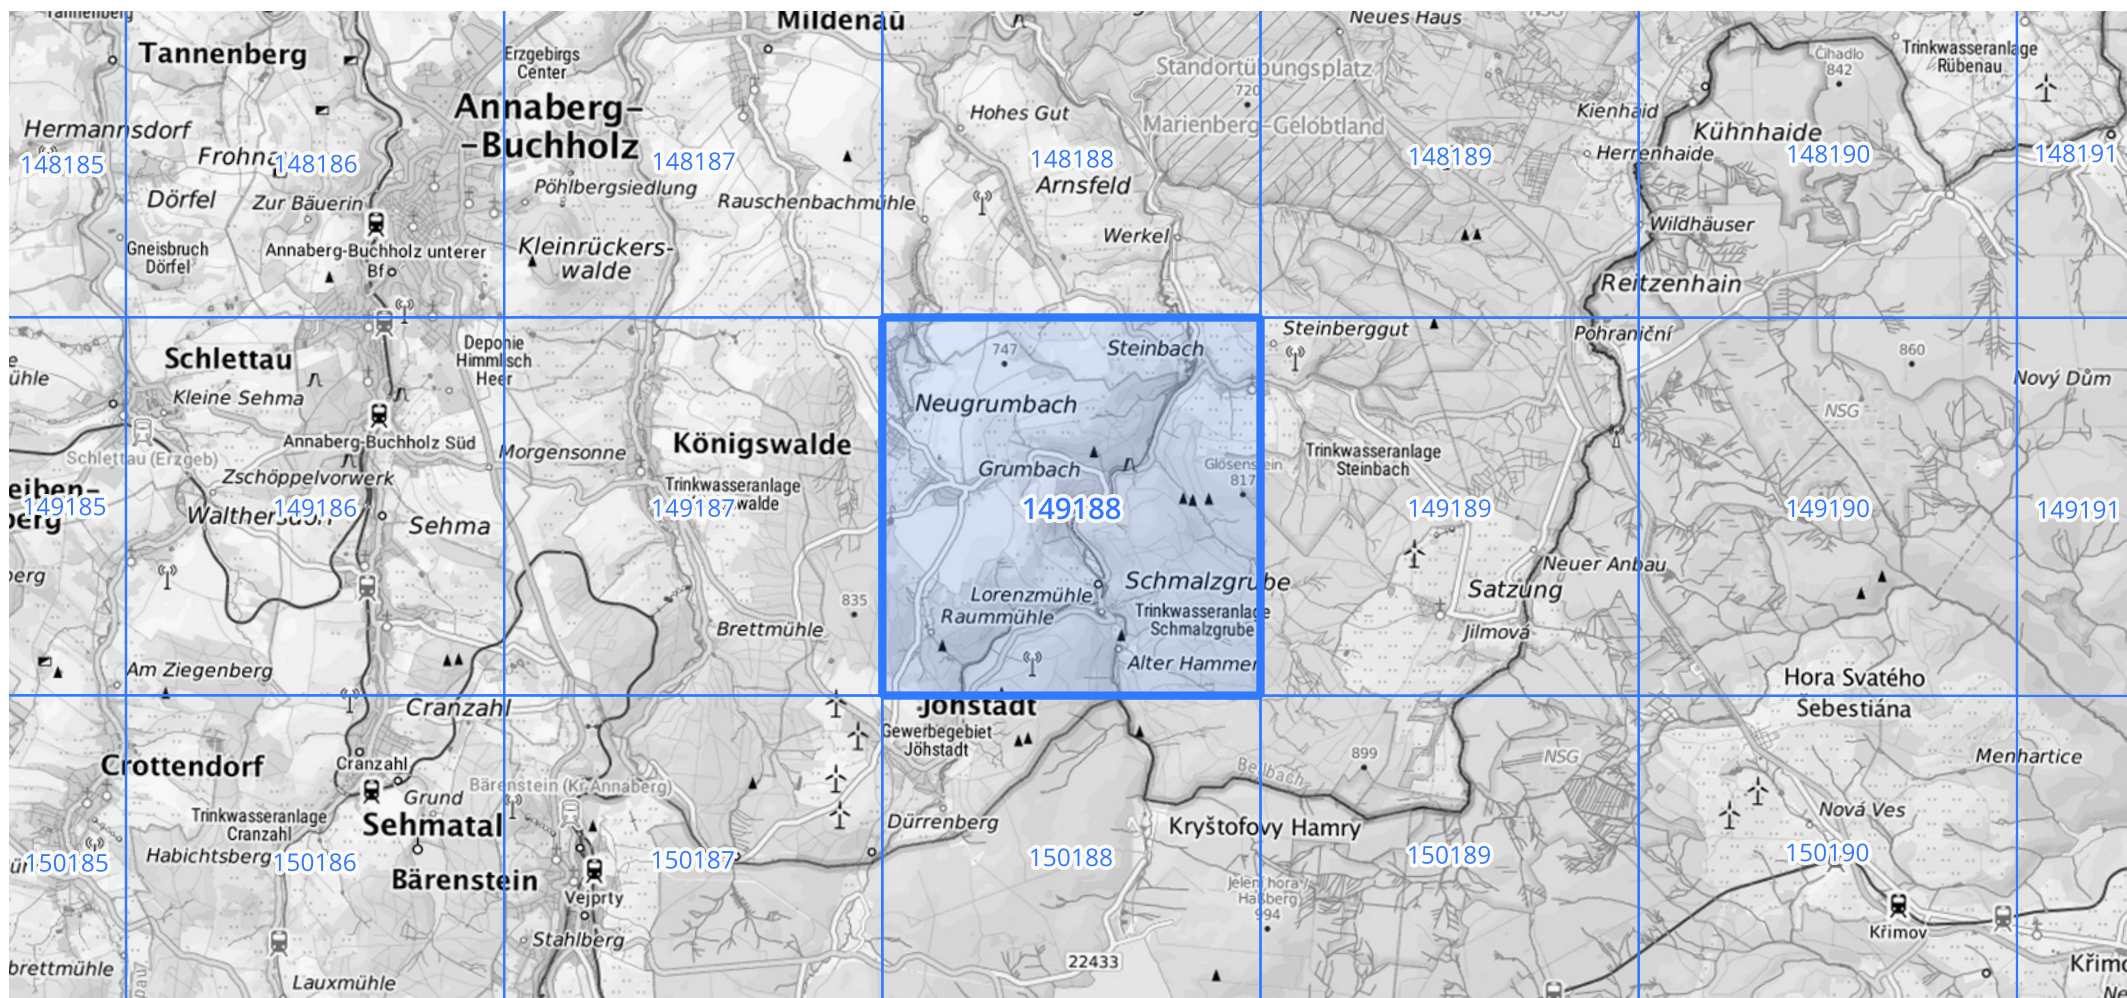 Tannenberg
Mildenau
Neues Haus
NSG
Tannenberg
Erzgebirgs
Center
Standortübungsplatz
720
Marienberg-Gelobtland
Čihadlo
842
Trinkwasseranlage
Rübenau
Annaberg-
-Buchholz
Hohes Gut
Kienhaid
Kühnhaide
Hermannsdorf
Herrenhaide
148185
148186
148187
148188
148189
148190
148191
Dörfel
Zur Bäuerin
Pöhlbergsiedlung
Rauschenbachmühle
Arnsfeld
Wildhäuser
Gneisbruch
Dörfel
Annaberg-Buchholz unterer
Bf
Kleinrückers-
walde
Werkel
Reitzenhain
Schlettau
Deponie
Himmlisch
Heer
747
Steinbach
Steinberggut
Pohraniční
860
Nový Dům
Kleine Sehma
Neugrumbach
NSG
Annaberg-Buchholz Süd
Schlettau (Erzgeb)
Morgensonne
Königswalde
Grumbach
Glösenstein
817
Trinkwasseranlage
Steinbach
Zschöppelvorwerk
Trinkwasseranlage
149185
149186
149187
149188
149189
149190
149191
Walthersdorf
Sehma
Neuer Anbau
Schmalzgrube
Satzung
Lorenzmühle
Raummühle
Trinkwasseranlage
Schmalzgrube
835
Brettmühle
Jilmová
Am Ziegenberg
Alter Hammer
Hora Svatého
Šebestiána
Cranzahl
Jöhstadt
Gewerbegebiet
Jöhstadt
899
NSG
Menhartice
Crottendorf
Cranzahl
Bärenstein (Kr Annaberg)
Grund
Trinkwasseranlage
Cranzahl
Sehmatal
Dürrenberg
Kryštofovy Hamry
Nová Ves
Habichtsberg
150185
150186
150187
150188
150189
150190
Bärenstein
Vejprty
Jelení hora /
Haßberg
994
Stahlberg
Křimov
22433
Lauxmühle